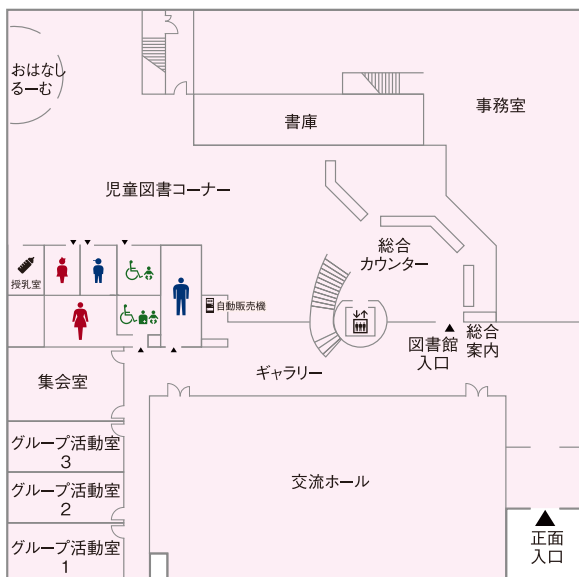 おはなし
るーむ
書庫
事務室
児童図書コーナー
総合
カウンター
授乳室
自動販売機
図書館
入口
総合
案内
ギャラリー
集会室
グループ活動室
3
グループ活動室
2
グループ活動室
1
交流ホール
正面
入口